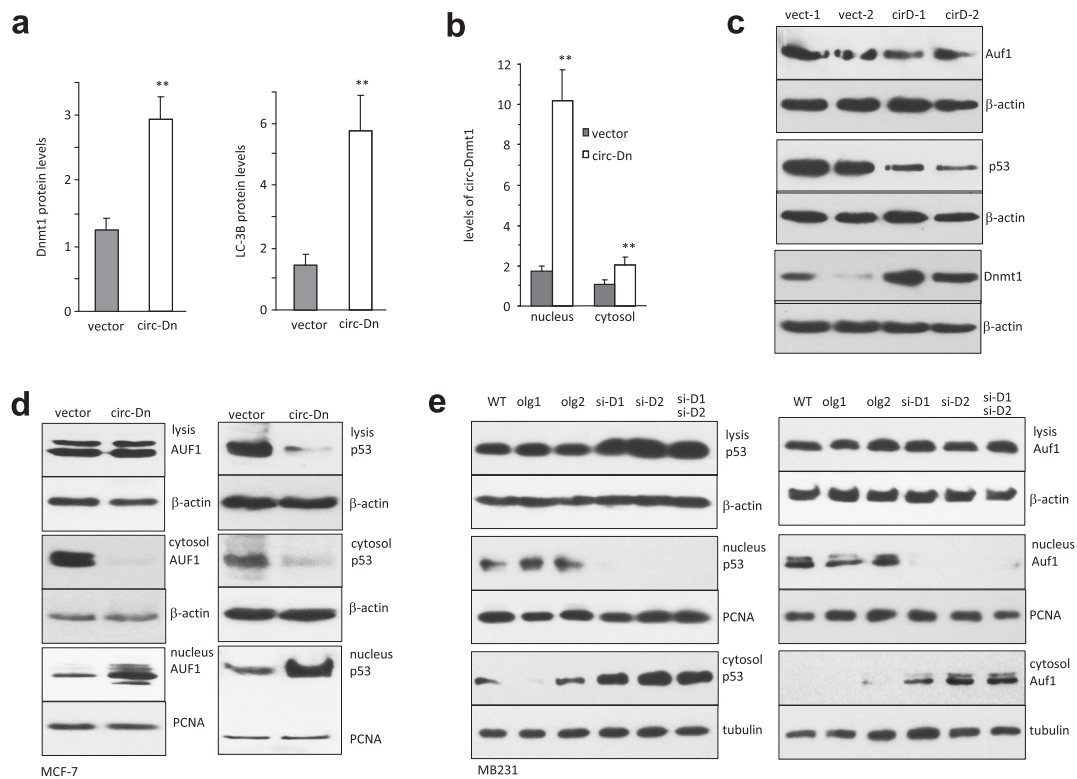 a
Dnmt1 protein levels
3
2
1
0
**
vector circ-Dn
LC-3B protein levels
6
4
2
0
**
vector circ-Dn
b
levels of circ-Dnmt1
12
10
8
6
4
2
0
**
**
vector
circ-Dn
nucleus cytosol
c
vect-1 vect-2 cirD-1 cirD-2
Auf1
β-actin
p53
β-actin
Dnmt1
β-actin
d
vector circ-Dn
lysis
AUF1
β-actin
cytosol
AUF1
β-actin
nucleus
AUF1
PCNA
MCF-7
vector circ-Dn
lysis
p53
β-actin
cytosol
p53
β-actin
nucleus
p53
PCNA
e
WT olg1 olg2 si-D1 si-D2 si-D1
si-D2
lysis
p53
β-actin
nucleus
p53
PCNA
cytosol
p53
tubulin
MB231
WT olg1 olg2 si-D1 si-D2 si-D1
si-D2
lysis
Auf1
β-actin
nucleus
Auf1
PCNA
cytosol
Auf1
tubulin